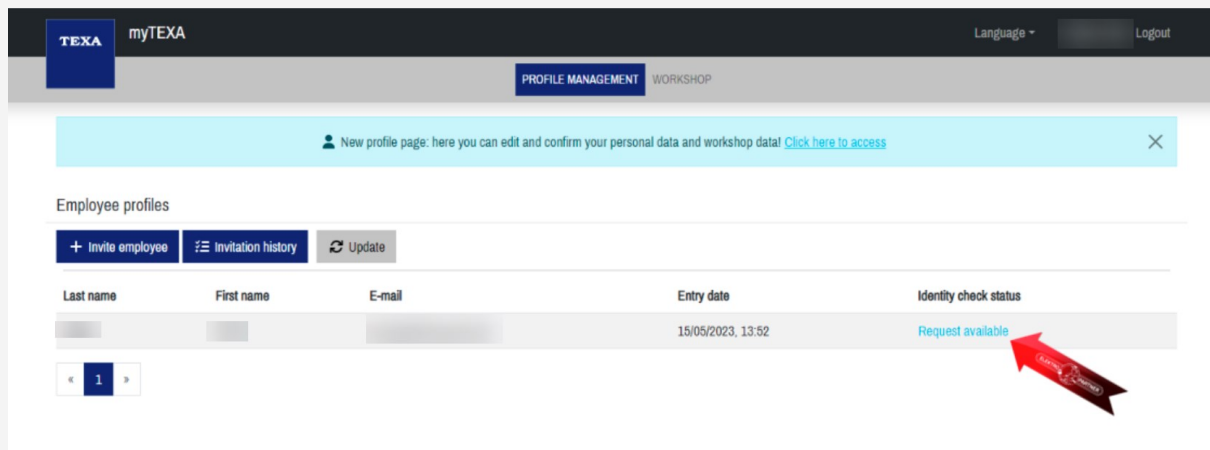 TEXA
myTEXA
Language
Logout
PROFILE MANAGEMENT
WORKSHOP
New profile page: here you can edit and confirm your personal data and workshop data! Click here to access
Employee profiles
+ Invite employee
Invitation history
Update
Last name First name E-mail Entry date Identity check status
15/05/2023, 13:52 Request available
« 1 »
ELEKTRO PARTNER